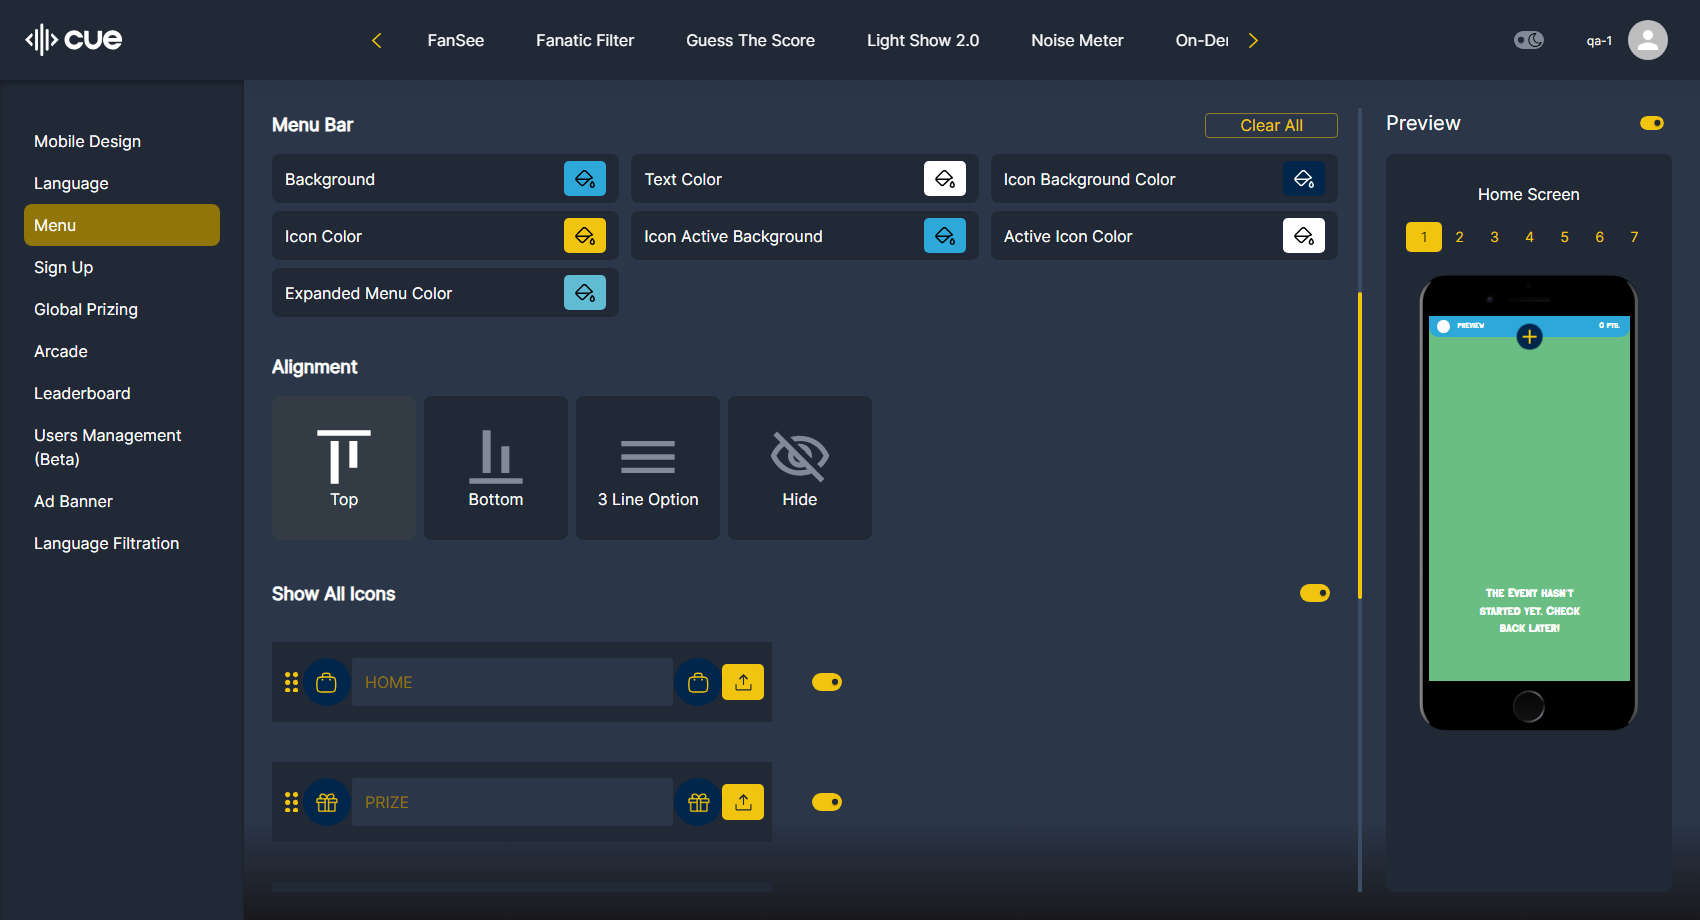 cue
FanSee
Fanatic Filter
Guess The Score
Light Show 2.0
Noise Meter
On-Der
qa-1
Mobile Design
Language
Menu
Sign Up
Global Prizing
Arcade
Leaderboard
Users Management
(Beta)
Ad Banner
Language Filtration
Menu Bar
Clear All
Background
Text Color
Icon Background Color
Icon Color
Icon Active Background
Active Icon Color
Expanded Menu Color
Alignment
Top
Bottom
3 Line Option
Hide
Show All Icons
HOME
PRIZE
Preview
Home Screen
1 2 3 4 5 6 7
PREVIEW
0 PTS.
THE EVENT HASN'T
STARTED YET. CHECK
BACK LATER!